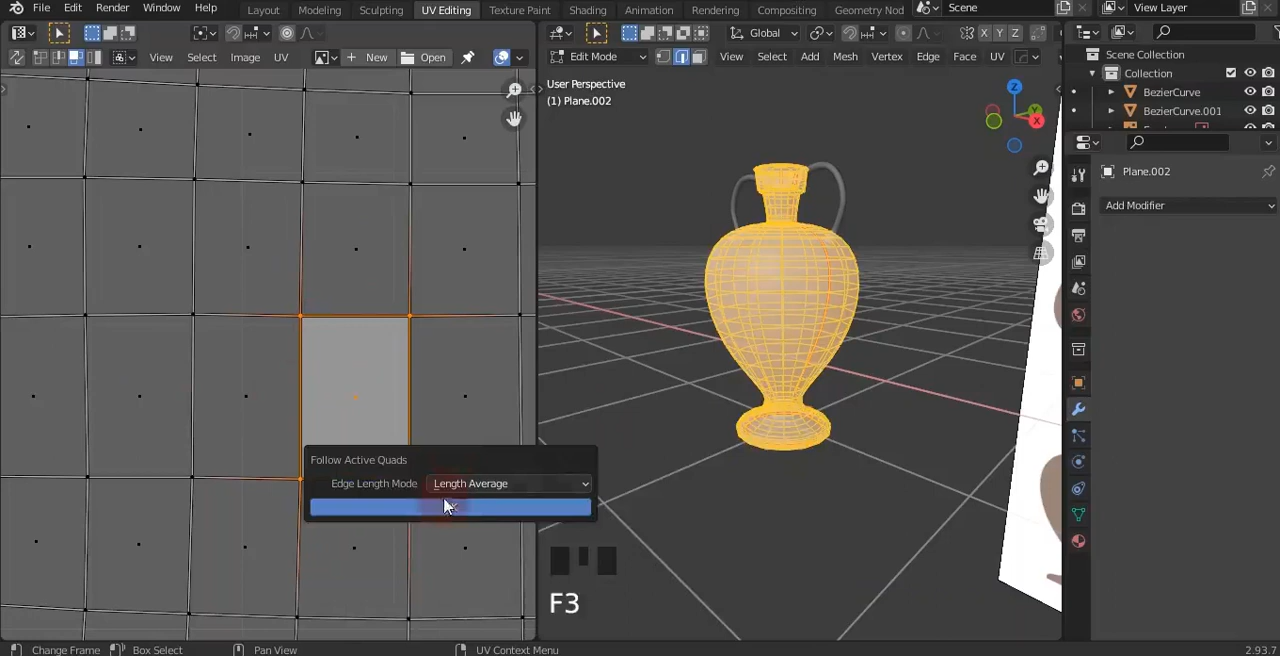 File Edit Render Window Help Layout Modeling Sculpting UV Editing Texture Paint Shading Animation Rendering Compositing Geometry Nod Scene View Layer
Global X Y Z
View Select Image UV New Open Edit Mode View Select Add Mesh Vertex Edge Face UV
Scene Collection
Collection
BezierCurve
BezierCurve.001
User Perspective
(1) Plane.002
Z
Y
X
Plane.002
Add Modifier
Follow Active Quads
Edge Length Mode Length Average
F3
Change Frame Box Select Pan View UV Context Menu 2.93.7